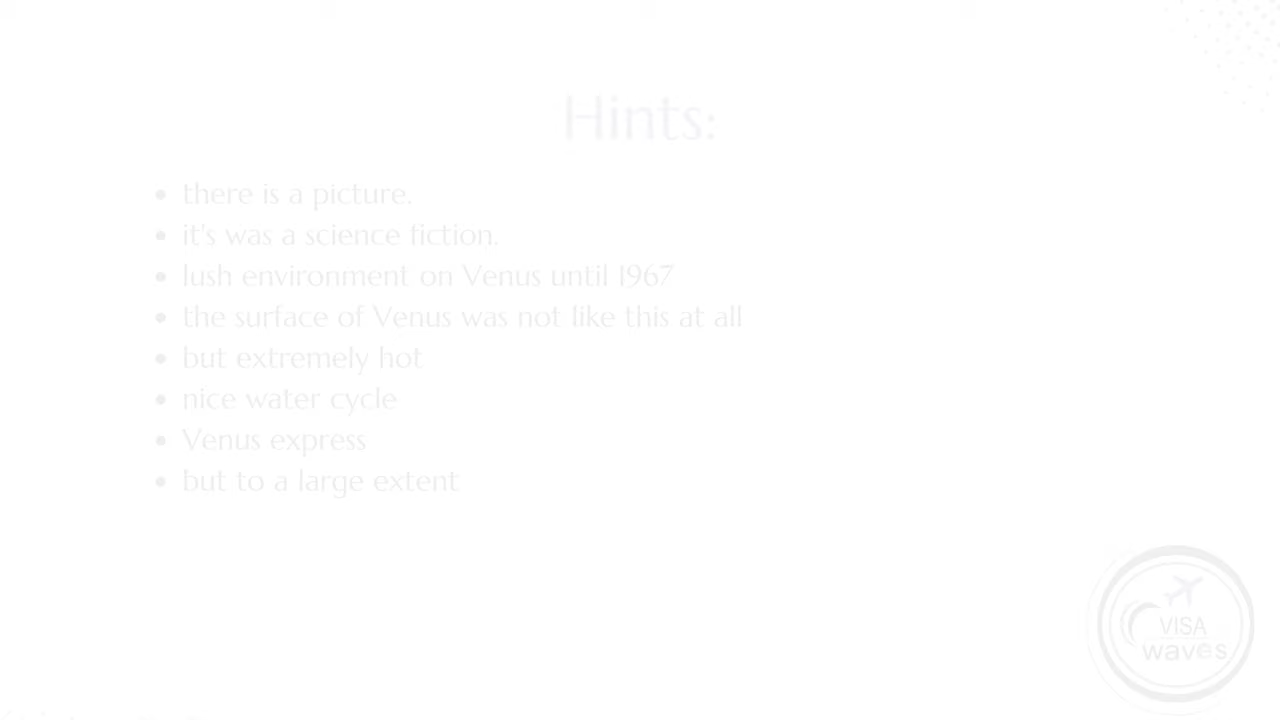 Hints:
• there is a picture.
• it's was a science fiction.
• lush environment on Venus until 1967
• the surface of Venus was not like this at all
• but extremely hot
• nice water cycle
• Venus express
• but to a large extent
VISA
waves